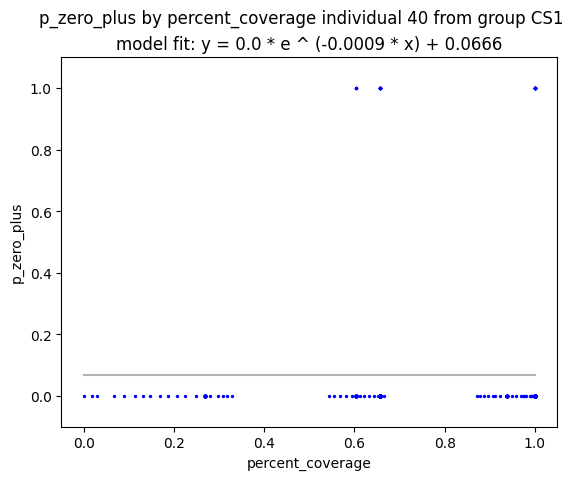 p_zero_plus by percent_coverage individual 40 from group CS1
model fit: y = 0.0 * e ^ (-0.0009 * x) + 0.0666
1.0
0.8
0.6
0.4
0.2
0.0
p_zero_plus
0.0 0.2 0.4 0.6 0.8 1.0
percent_coverage